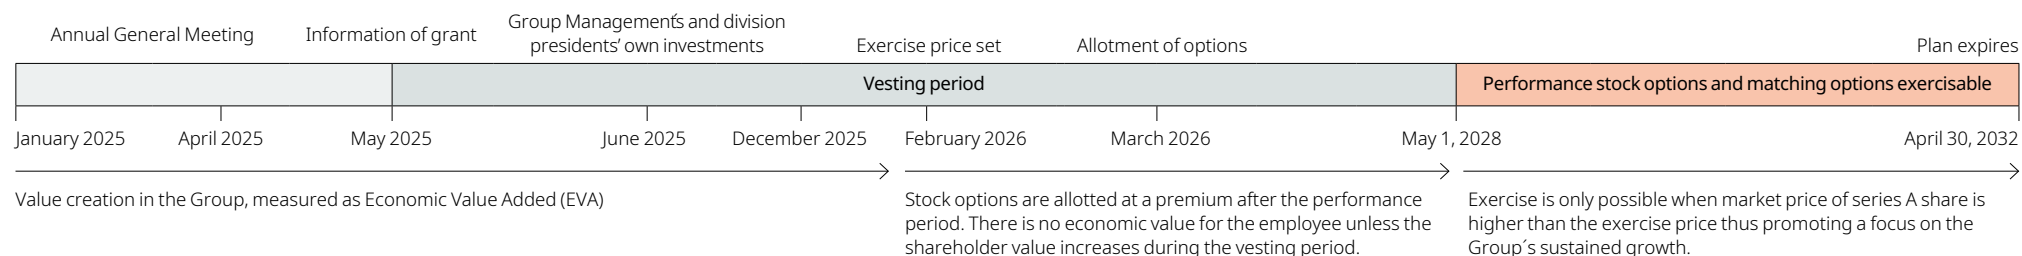 Annual General Meeting
Information of grant
Group Management´s and division
presidents’ own investments
Exercise price set
Allotment of options
Plan expires
Vesting period
Performance stock options and matching options exercisable
January 2025
April 2025
May 2025
June 2025
December 2025
February 2026
March 2026
May 1, 2028
April 30, 2032
Value creation in the Group, measured as Economic Value Added (EVA)
Stock options are allotted at a premium after the performance
period. There is no economic value for the employee unless the
shareholder value increases during the vesting period.
Exercise is only possible when market price of series A share is
higher than the exercise price thus promoting a focus on the
Group´s sustained growth.